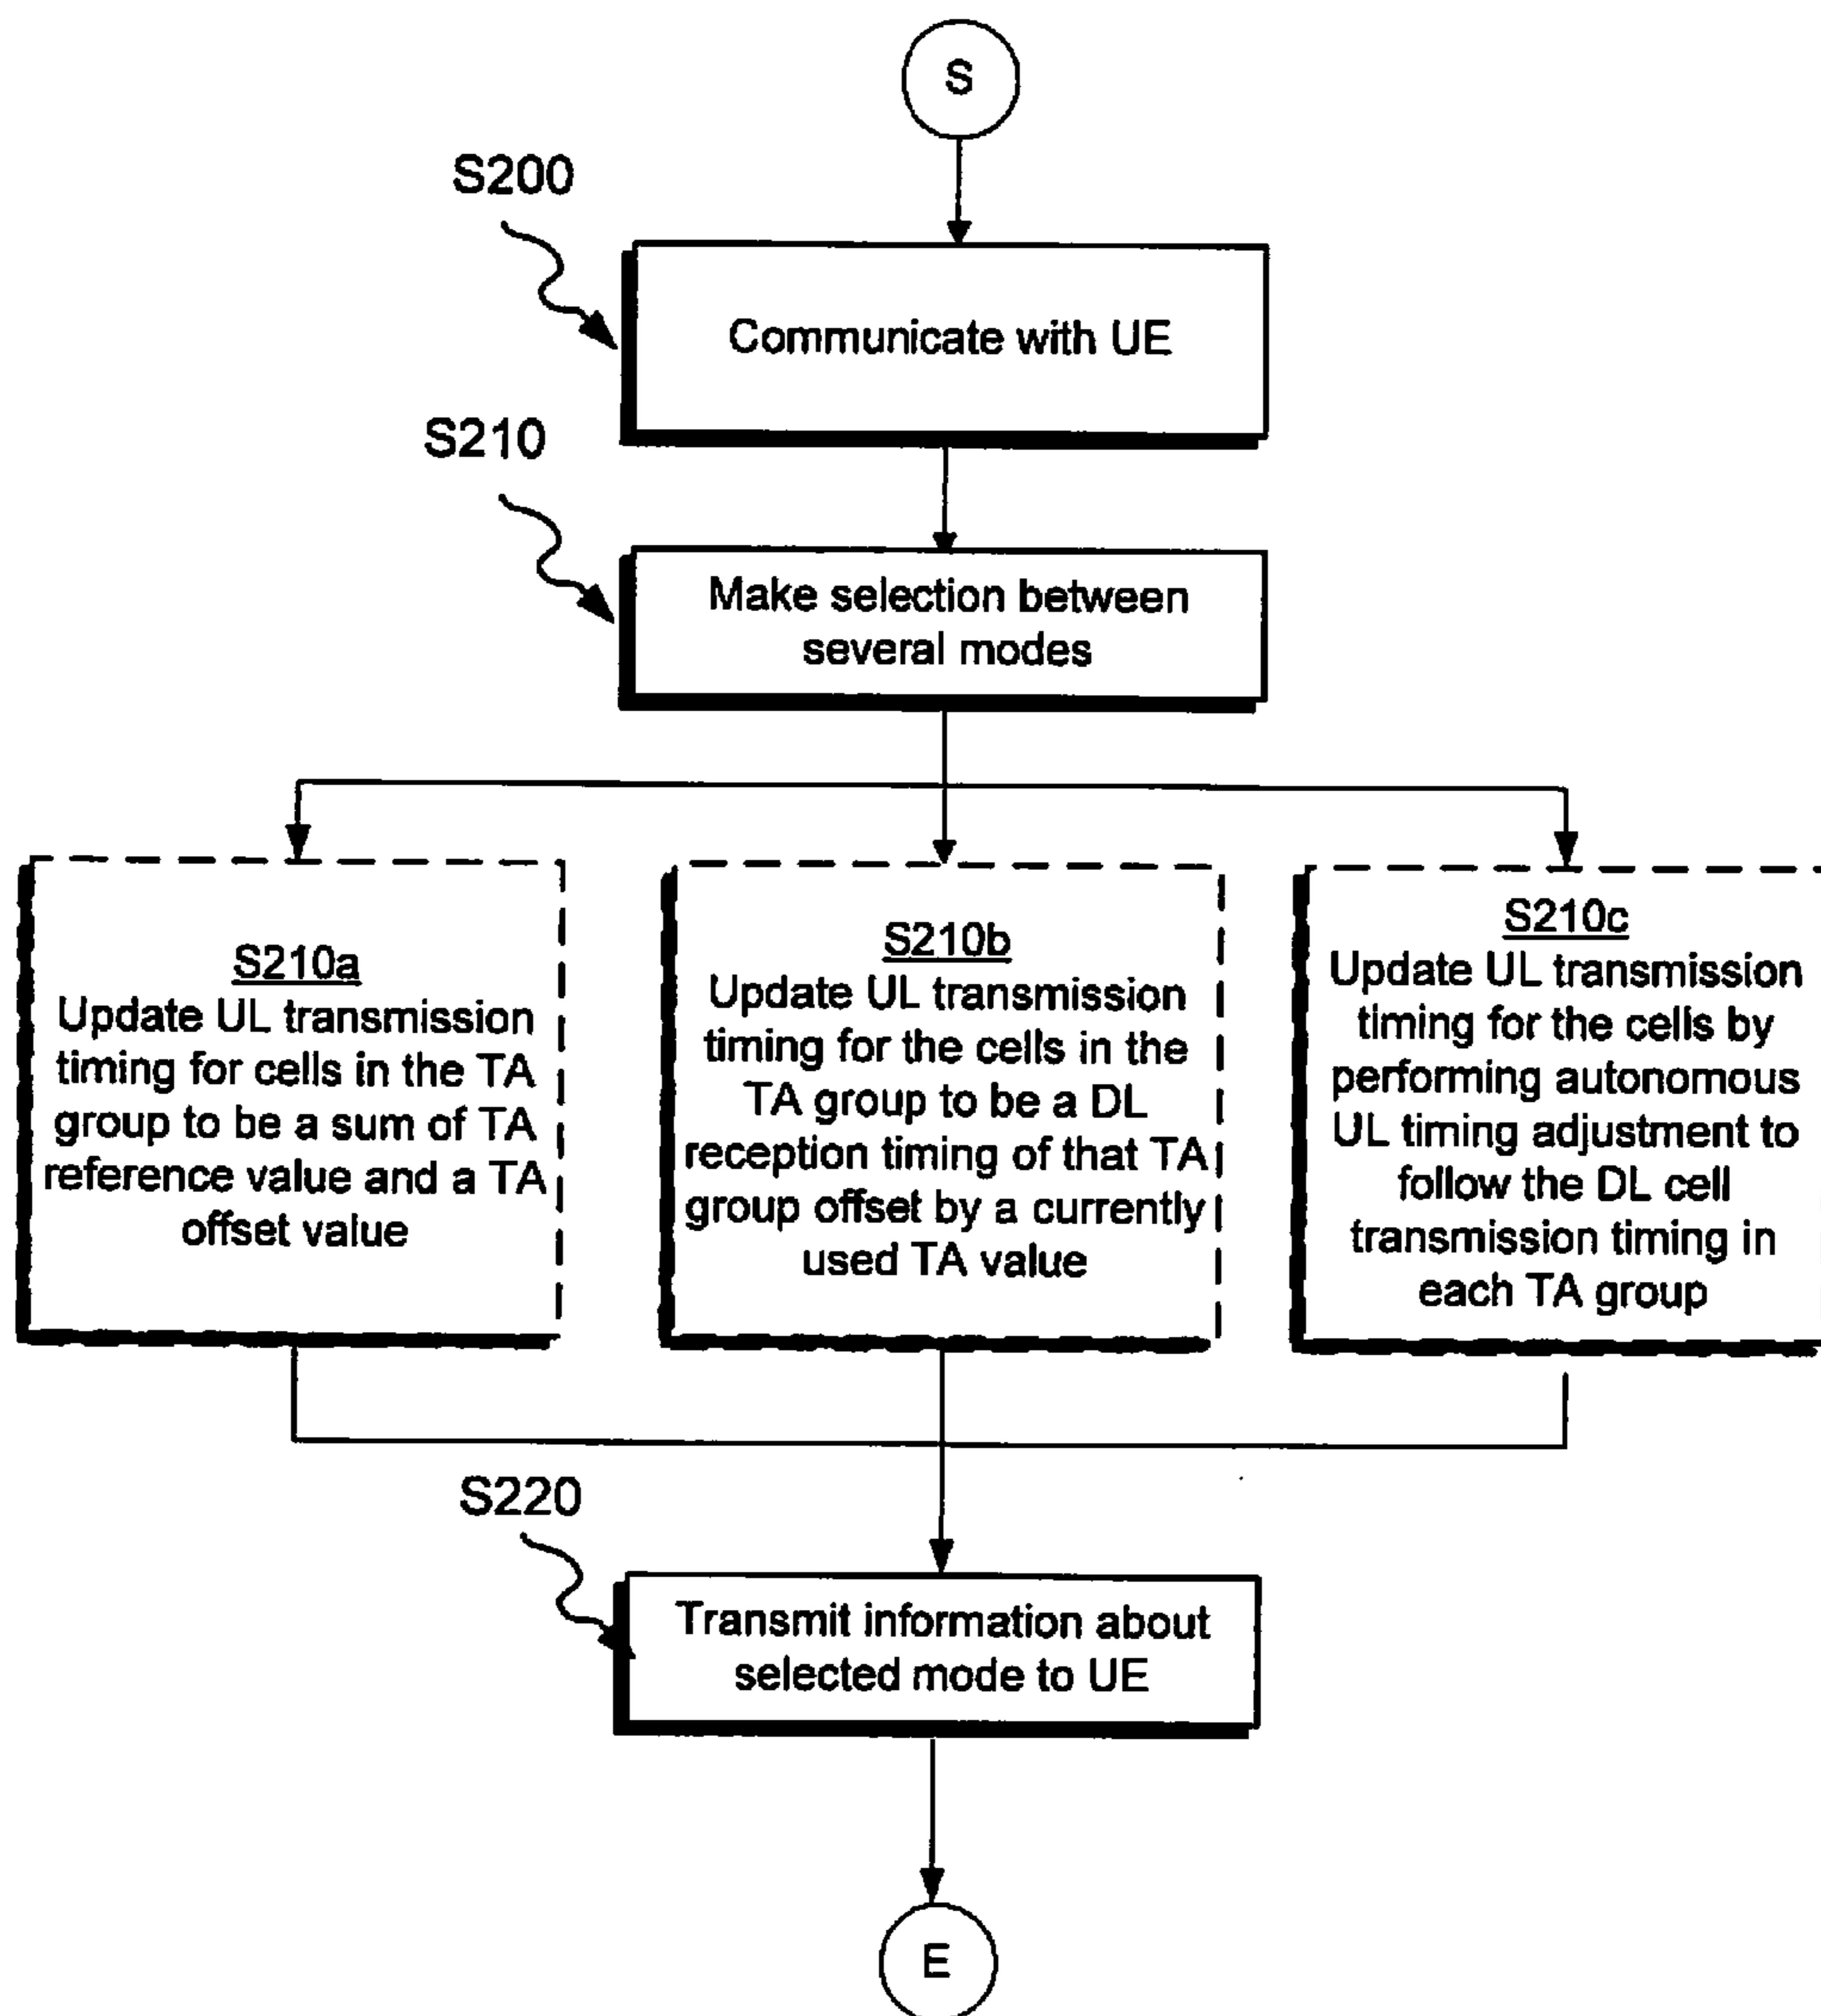 S
S200
Communicate with UE
S210
Make selection between
several modes
S210a
Update UL transmission
timing for cells in the TA
group to be a sum of TA
reference value and a TA
offset value
S210b
Update UL transmission
timing for the cells in the
TA group to be a DL
reception timing of that TA
group offset by a currently
used TA value
S210c
Update UL transmission
timing for the cells by
performing autonomous
UL timing adjustment to
follow the DL cell
transmission timing in
each TA group
S220
Transmit information about
selected mode to UE
E